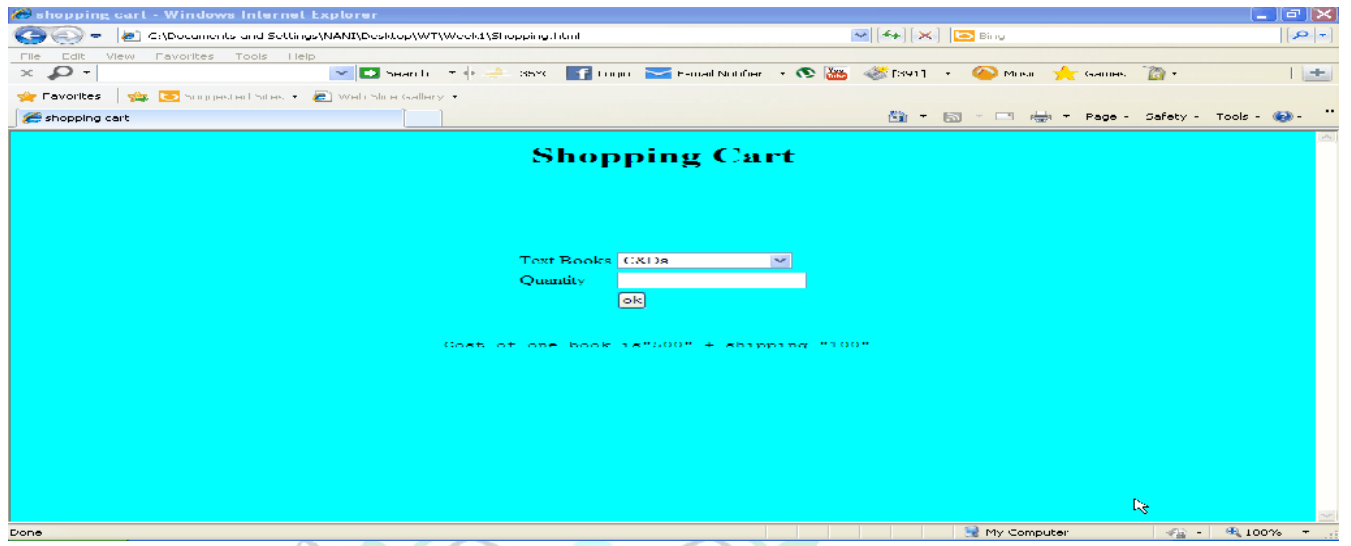 shopping cart - Windows Internet Explorer
C:\Documents and Settings\NANI\Desktop\WT\Week1\Shopping.html Bing
File Edit View Favorites Tools Help
Search Login E-mail Notifier Music Games
Favorites Suggested Sites Web Slice Gallery
shopping cart Page Safety Tools
Shopping Cart
Text Books C&Ds
Quantity
ok
Cost of one book is"500" + shipping "100"
Done My Computer 100%